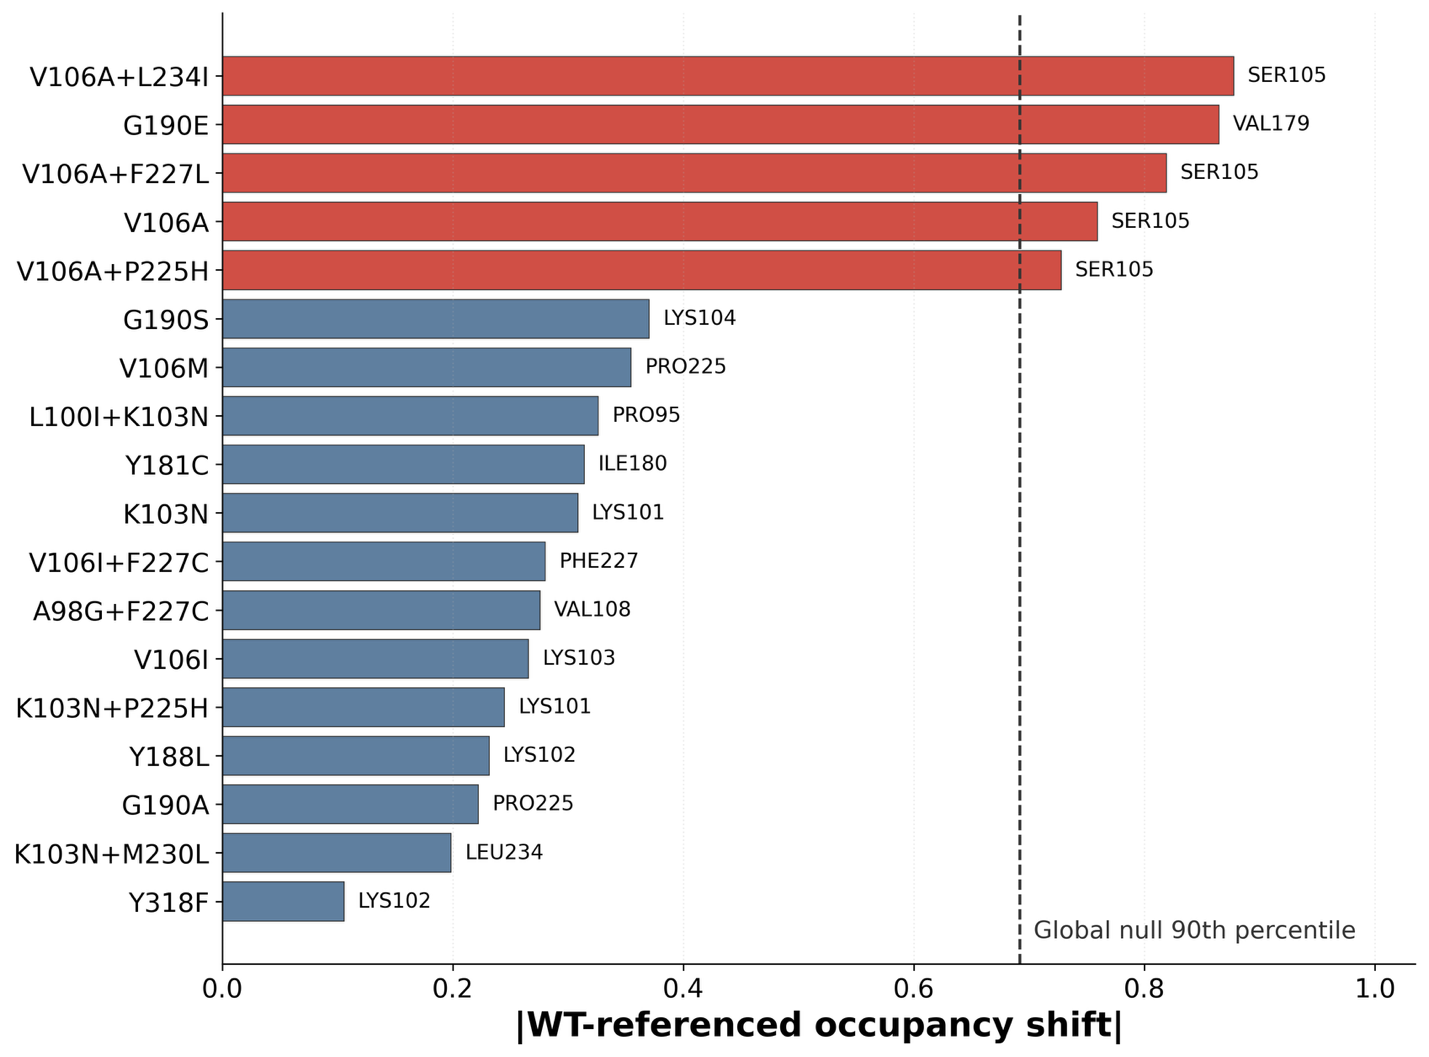 V106A+L234I SER105
G190E VAL179
V106A+F227L SER105
V106A SER105
V106A+P225H SER105
G190S LYS104
V106M PRO225
L100I+K103N PRO95
Y181C ILE180
K103N LYS101
V106I+F227C PHE227
A98G+F227C VAL108
V106I LYS103
K103N+P225H LYS101
Y188L LYS102
G190A PRO225
K103N+M230L LEU234
Y318F LYS102
Global null 90th percentile
0.0 0.2 0.4 0.6 0.8 1.0
|WT-referenced occupancy shift|